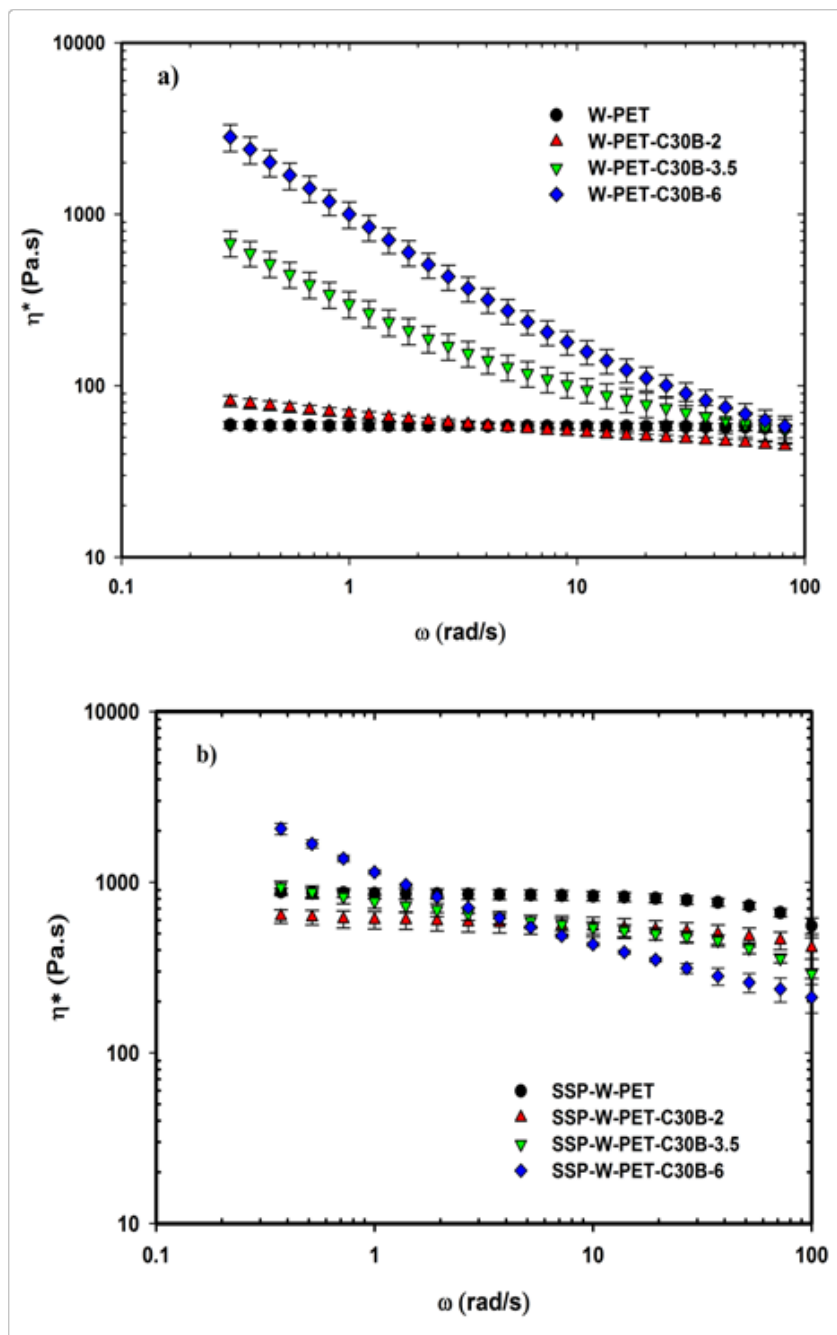 a)
10000
1000
100
10
η* (Pa.s)
W-PET
W-PET-C30B-2
W-PET-C30B-3.5
W-PET-C30B-6
0.1 1 10 100
ω (rad/s)
b)
10000
1000
100
10
η* (Pa.s)
SSP-W-PET
SSP-W-PET-C30B-2
SSP-W-PET-C30B-3.5
SSP-W-PET-C30B-6
0.1 1 10 100
ω (rad/s)